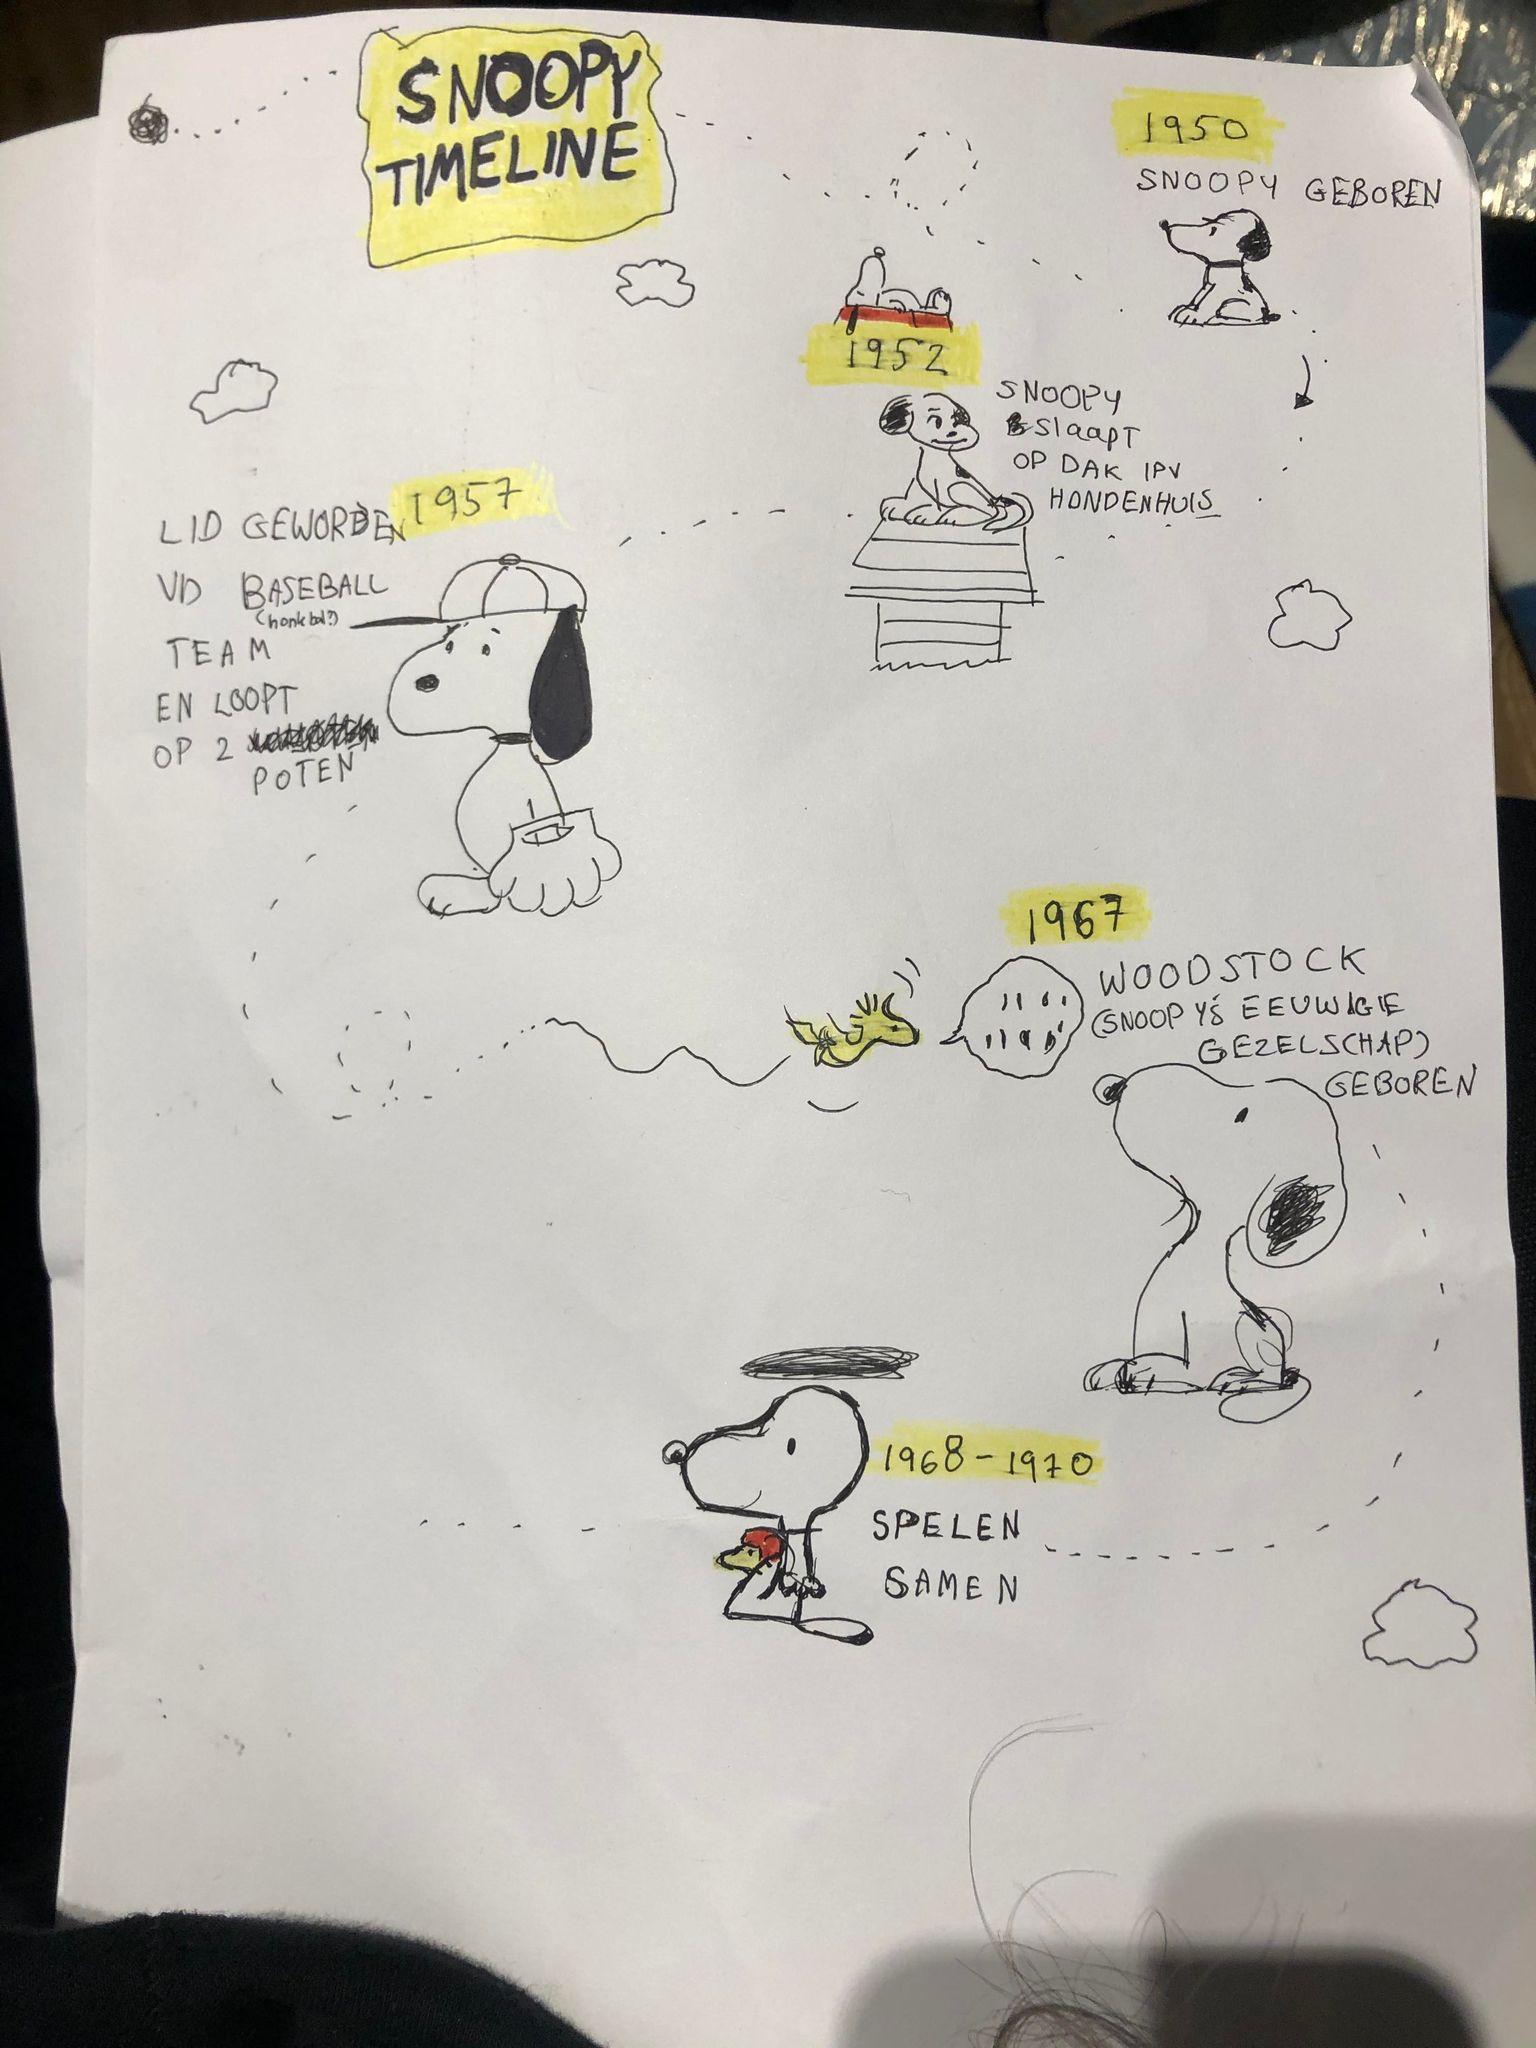 SNOOPY
TIMELINE
1950
SNOOPY GEBOREN
1952
SNOOPY
slaapt
OP DAK IPV
HONDENHUIS
1957
LID GEWORDEN
VD BASEBALL
(honkbal?)
TEAM
EN LOOPT
OP 2
POTEN
1967
WOODSTOCK
(SNOOPY'S EEUWIGE
GEZELSCHAP)
GEBOREN
1968-1970
SPELEN
SAMEN